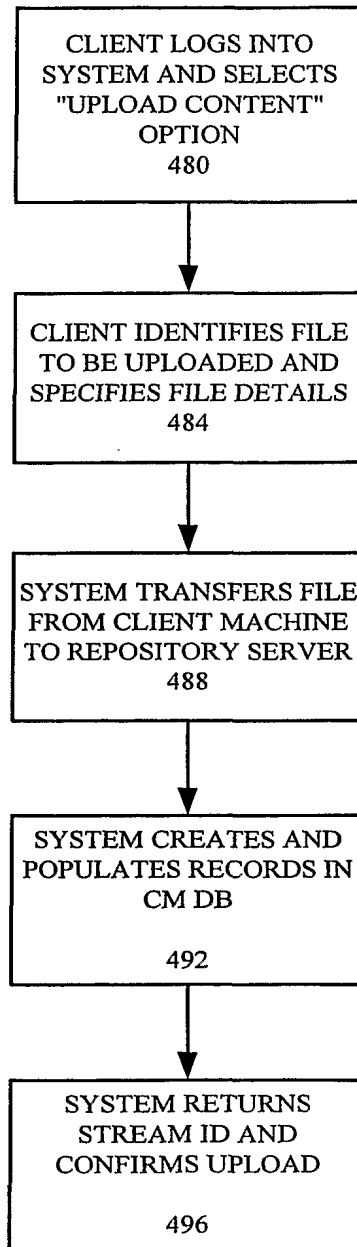 CLIENT LOGS INTO
SYSTEM AND SELECTS
"UPLOAD CONTENT"
OPTION
480
CLIENT IDENTIFIES FILE
TO BE UPLOADED AND
SPECIFIES FILE DETAILS
484
SYSTEM TRANSFERS FILE
FROM CLIENT MACHINE
TO REPOSITORY SERVER
488
SYSTEM CREATES AND
POPULATES RECORDS IN
CM DB
492
SYSTEM RETURNS
STREAM ID AND
CONFIRMS UPLOAD
496